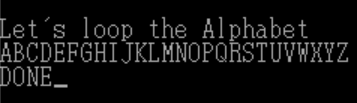 Let´s loop the Alphabet
ABCDEFGHIJKLMNOPQRSTUVWXYZ
DONE_